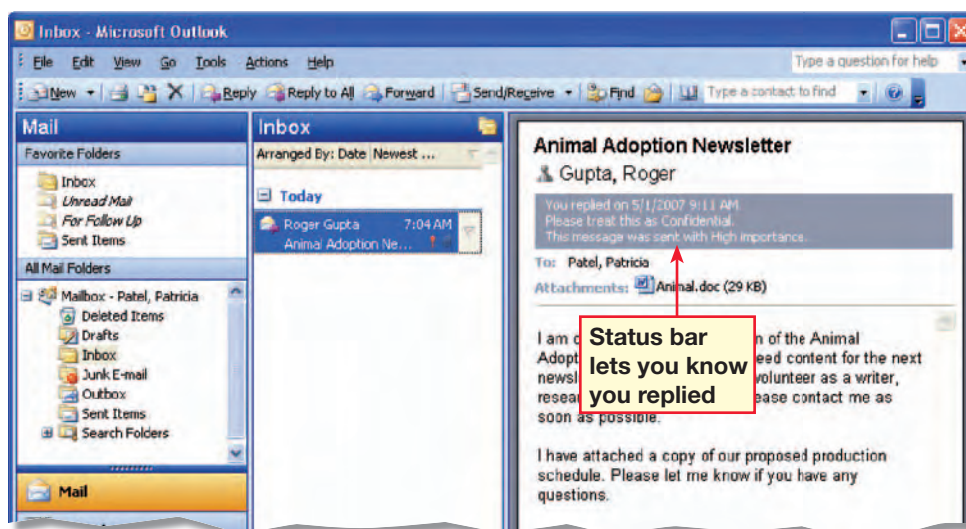 Inbox - Microsoft Outlook
File Edit View Go Tools Actions Help
Type a question for help
New Reply Reply to All Forward Send/Receive Find Type a contact to find
Mail
Favorite Folders
Inbox
Unread Mail
For Follow Up
Sent Items
All Mail Folders
Mailbox - Patel, Patricia
Deleted Items
Drafts
Inbox
Junk E-mail
Outbox
Sent Items
Search Folders
Mail
Inbox
Arranged By: Date Newest ...
Today
Roger Gupta 7:04 AM
Animal Adoption Ne...
Animal Adoption Newsletter
Gupta, Roger
You replied on 5/1/2007 9:11 AM.
Please treat this as Confidential.
This message was sent with High importance.
To: Patel, Patricia
Attachments: Animal.doc (29 KB)
Status bar
lets you know
you replied
I am of the Animal
content for the next
volunteer as a writer,
contact me as
soon as possible.
I have attached a copy of our proposed production
schedule. Please let me know if you have any
questions.